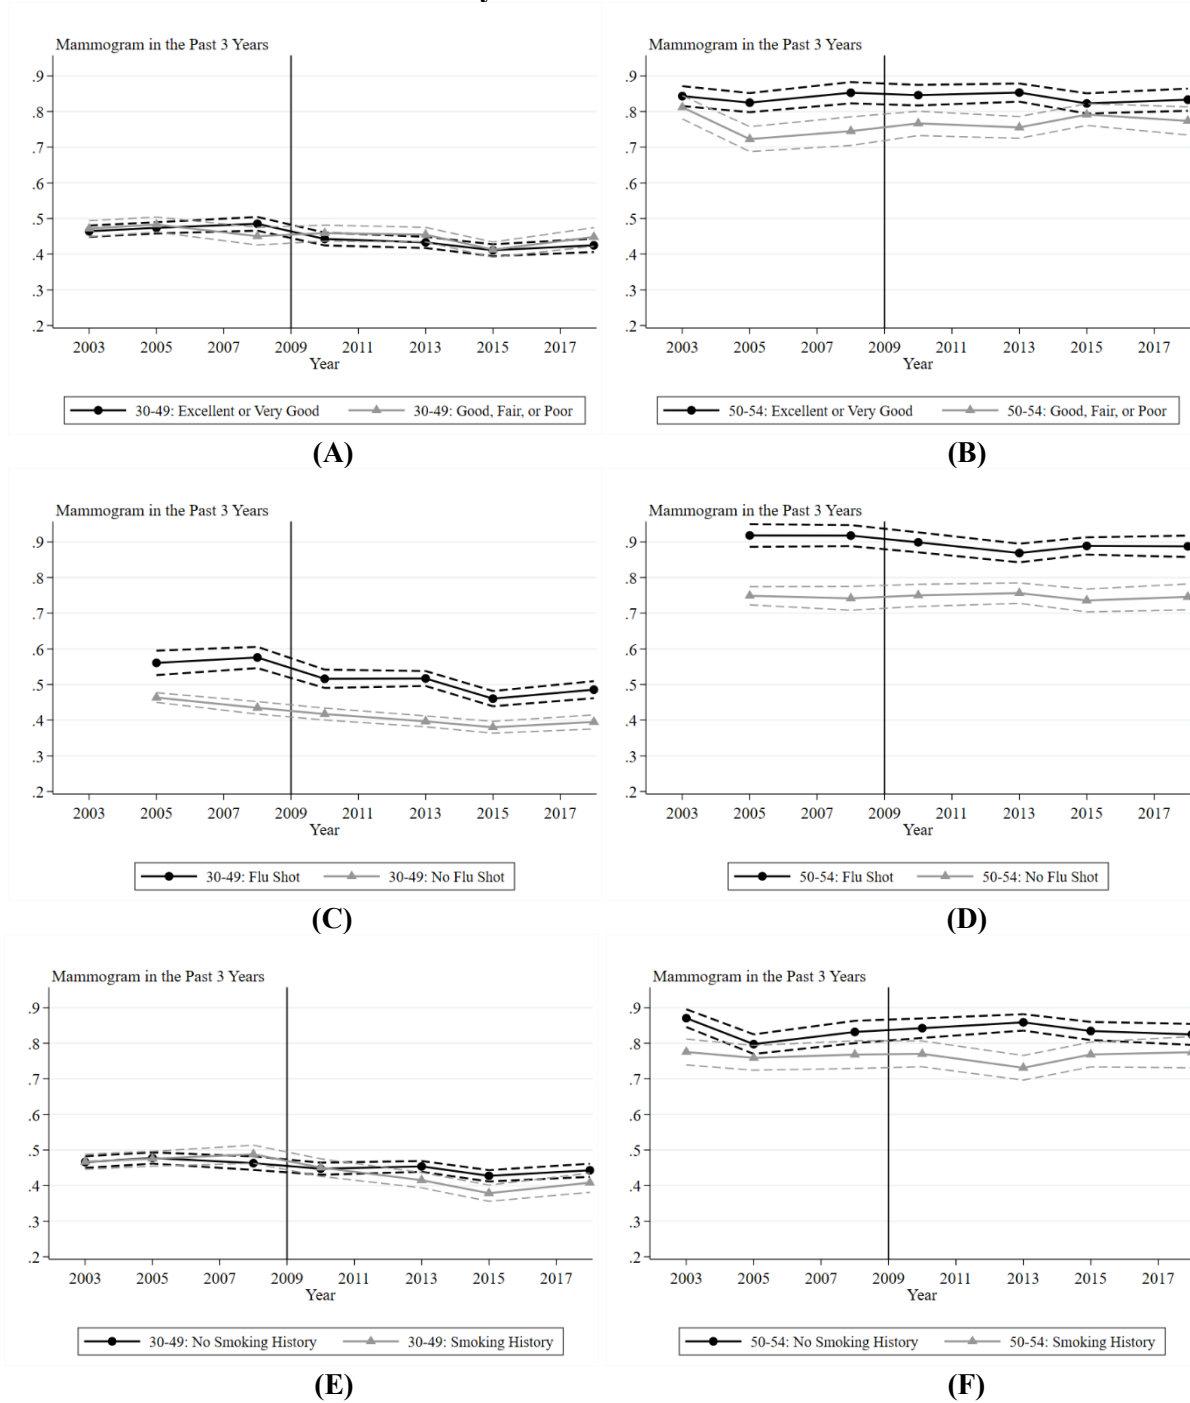 Mammogram in the Past 3 Years
.9
.8
.7
.6
.5
.4
.3
.2
2003 2005 2007 2009 2011 2013 2015 2017
Year
30-49: Excellent or Very Good 30-49: Good, Fair, or Poor
(A)
Mammogram in the Past 3 Years
.9
.8
.7
.6
.5
.4
.3
.2
2003 2005 2007 2009 2011 2013 2015 2017
Year
50-54: Excellent or Very Good 50-54: Good, Fair, or Poor
(B)
Mammogram in the Past 3 Years
.9
.8
.7
.6
.5
.4
.3
.2
2003 2005 2007 2009 2011 2013 2015 2017
Year
30-49: Flu Shot 30-49: No Flu Shot
(C)
Mammogram in the Past 3 Years
.9
.8
.7
.6
.5
.4
.3
.2
2003 2005 2007 2009 2011 2013 2015 2017
Year
50-54: Flu Shot 50-54: No Flu Shot
(D)
Mammogram in the Past 3 Years
.9
.8
.7
.6
.5
.4
.3
.2
2003 2005 2007 2009 2011 2013 2015 2017
Year
30-49: No Smoking History 30-49: Smoking History
(E)
Mammogram in the Past 3 Years
.9
.8
.7
.6
.5
.4
.3
.2
2003 2005 2007 2009 2011 2013 2015 2017
Year
50-54: No Smoking History 50-54: Smoking History
(F)